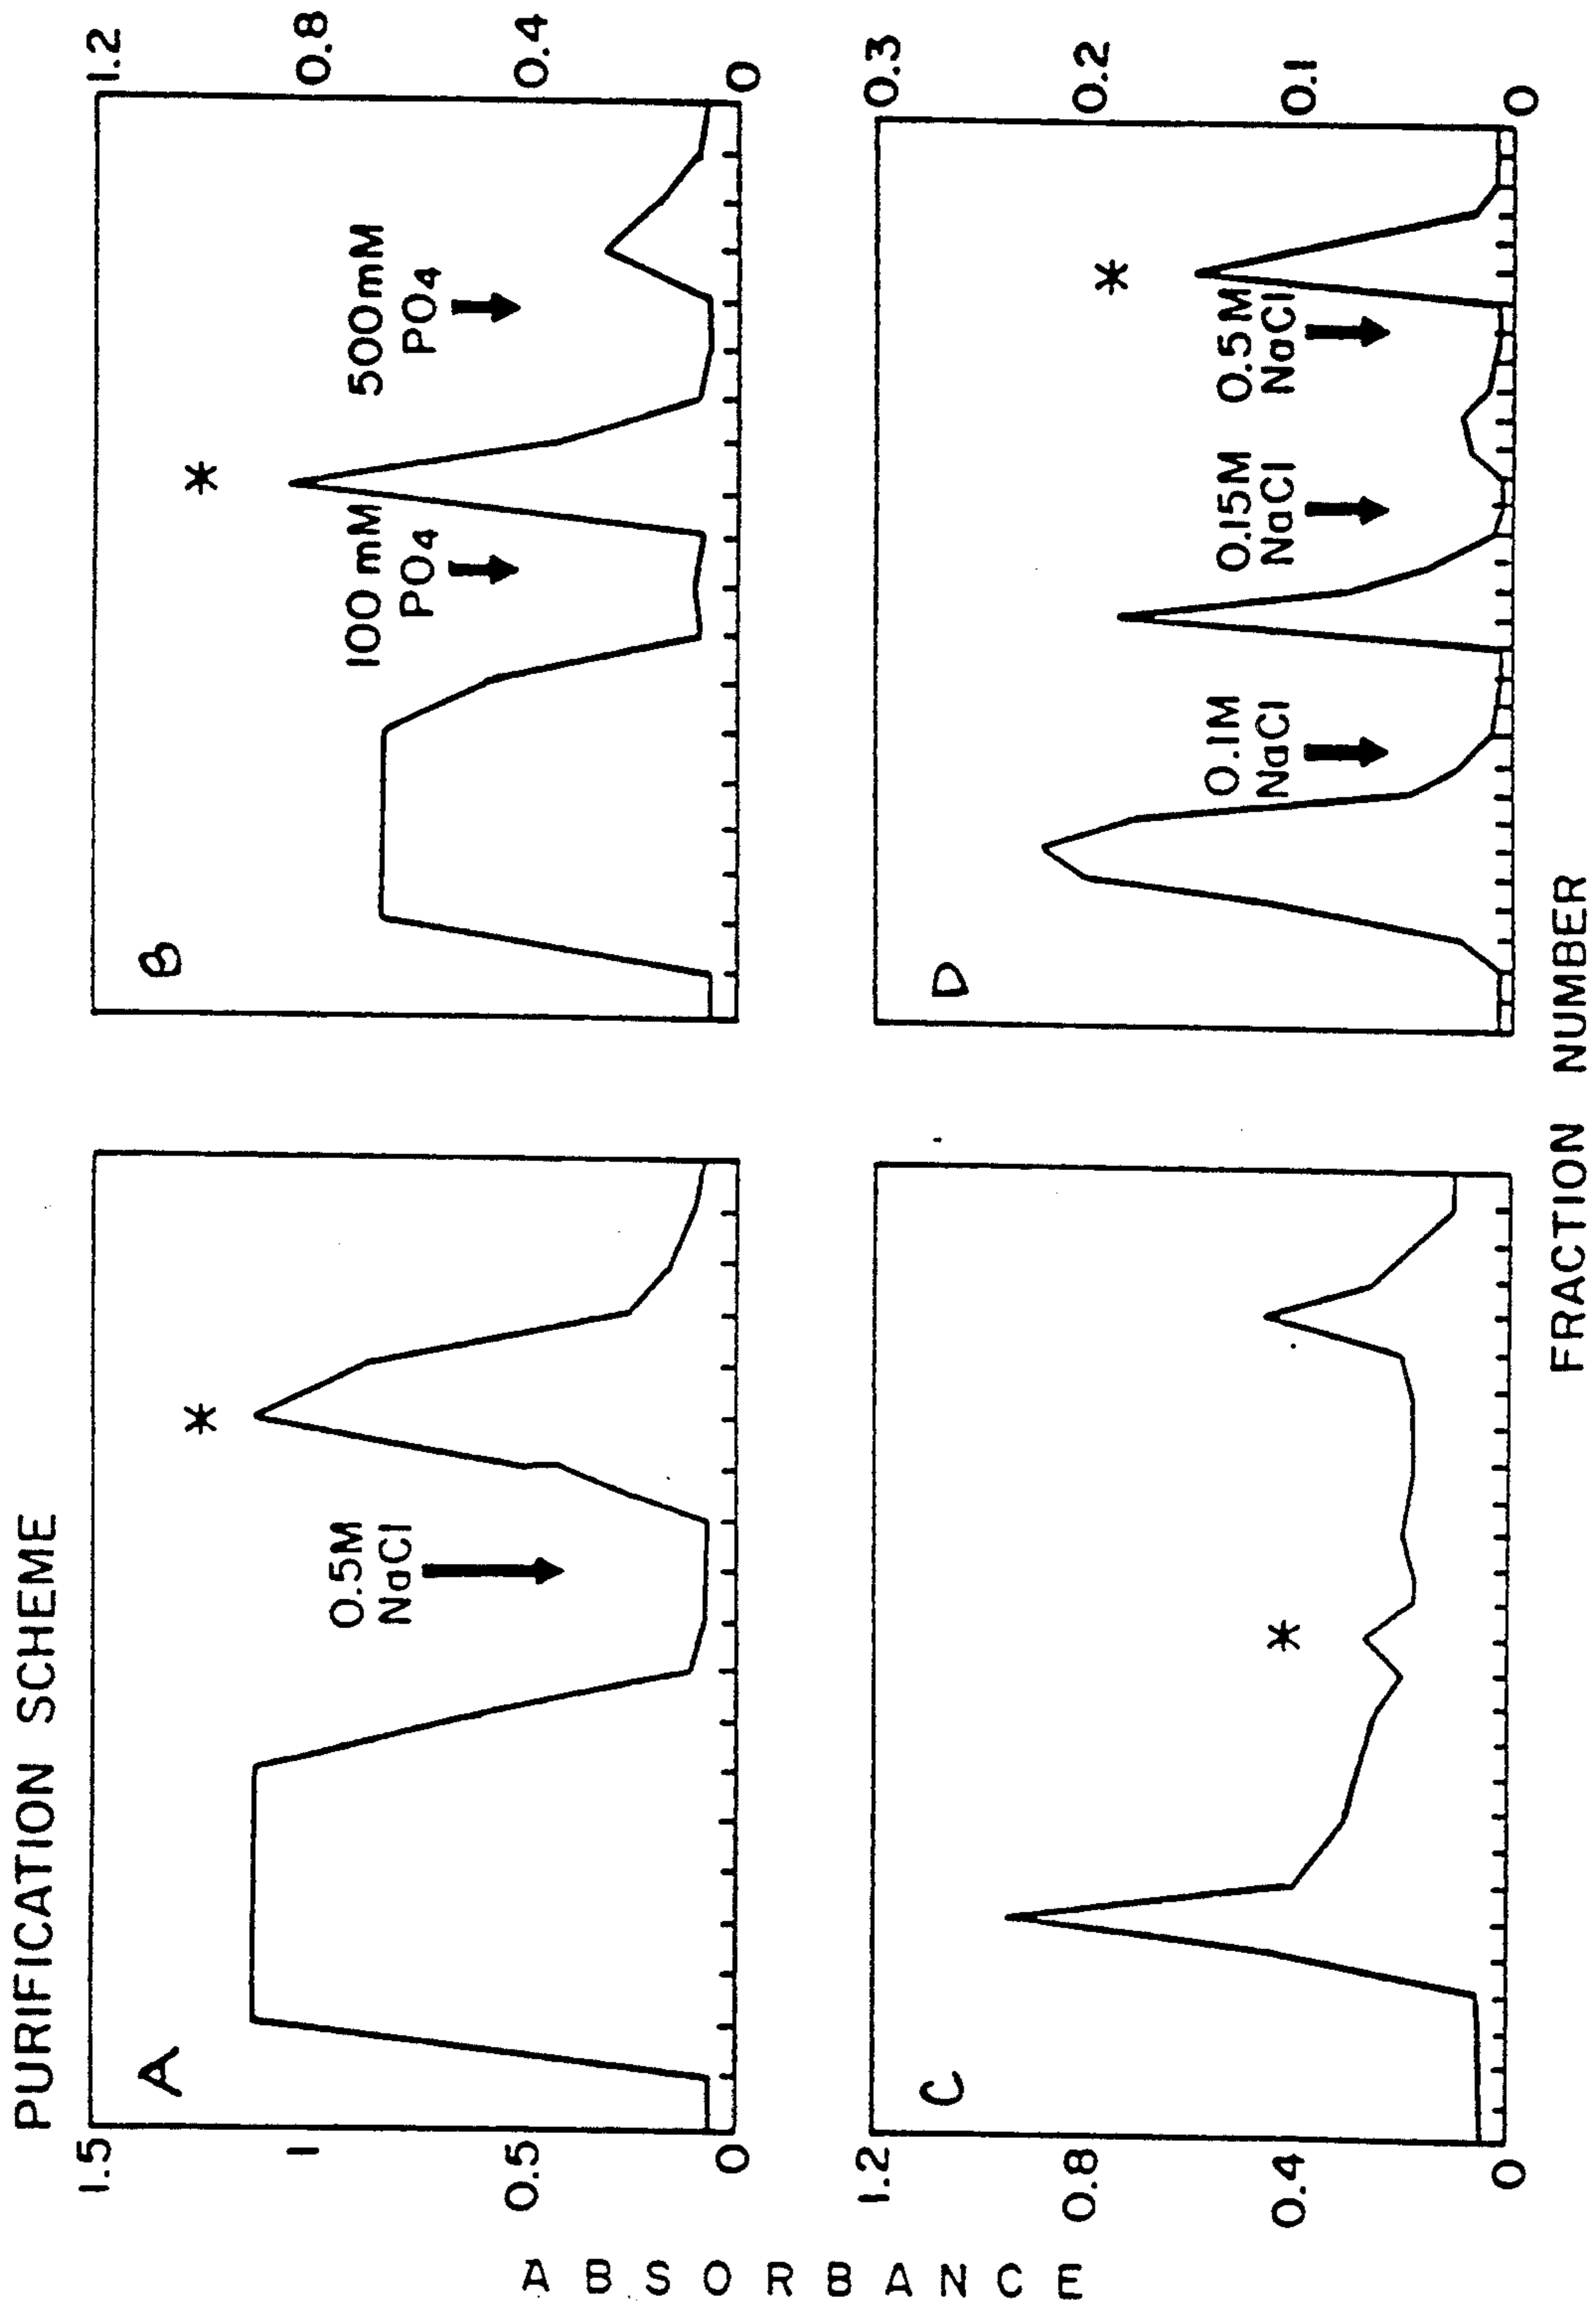 PURIFICATION SCHEME
A
1.5
1
0.5
0
0.5M
NaCl
*
B
1.2
0.8
0.4
0
100 mM
PO4
*
500mM
PO4
C
1.2
0.8
0.4
0
*
D
0.3
0.2
0.1
0
0.1M
NaCl
0.15M
NaCl
0.5M
NaCl
*
ABSORBANCE
FRACTION NUMBER